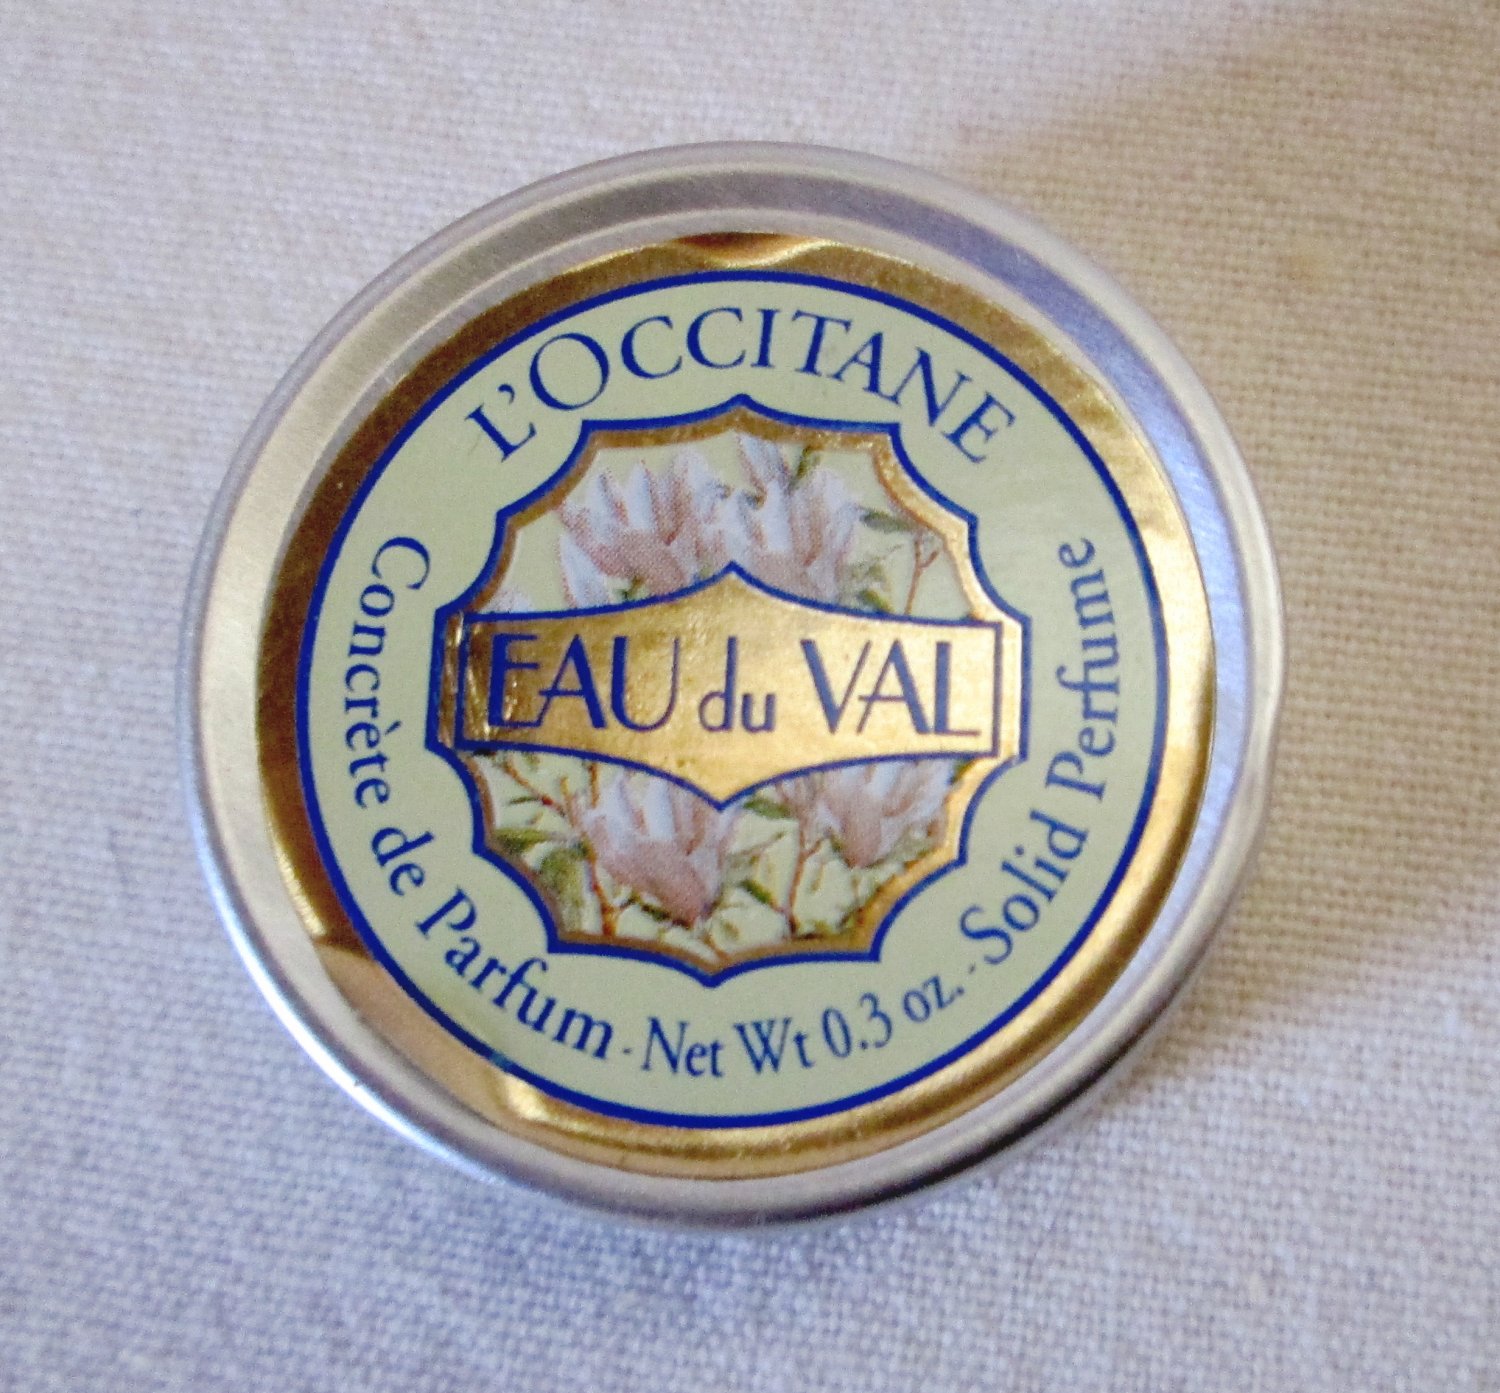 L'OCCITANE
EAU du VAL
Concrète de Parfum - Net Wt 0.3 oz. - Solid Perfume